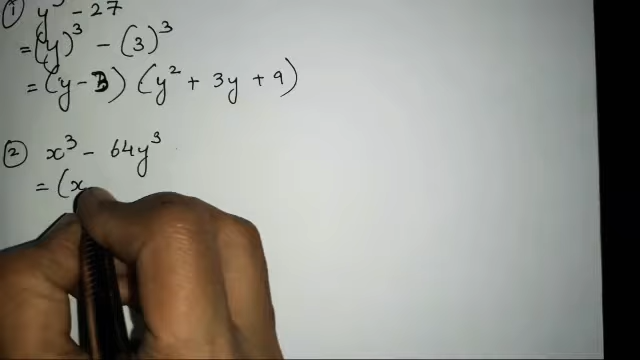 ① y³ - 27
= (y)³ - (3)³
= (y - 3) (y² + 3y + 9)
② x³ - 64y³
= (x